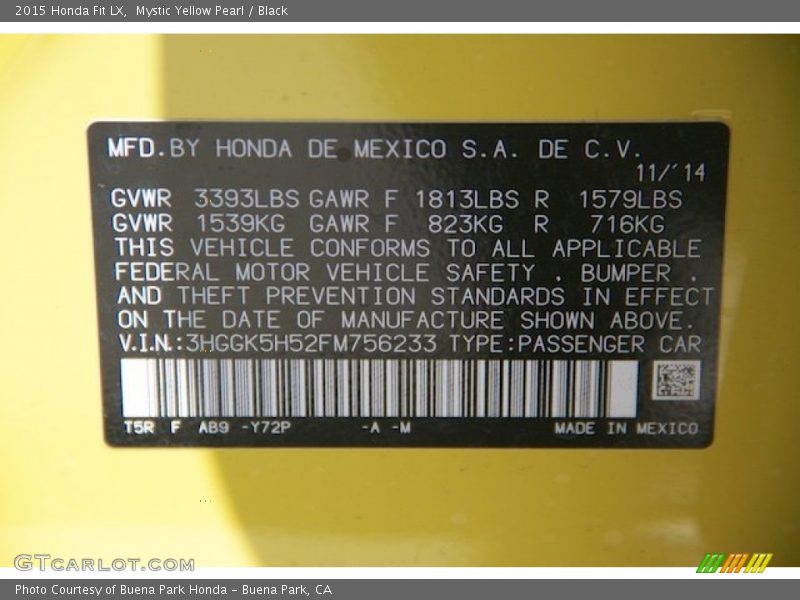 2015 Honda Fit LX,  Mystic Yellow Pearl / Black
MFD.BY HONDA DE MEXICO S.A. DE C.V.
11/´14
GVWR 3393LBS GAWR F 1813LBS R 1579LBS
GVWR 1539KG GAWR F 823KG R 716KG
THIS VEHICLE CONFORMS TO ALL APPLICABLE
FEDERAL MOTOR VEHICLE SAFETY . BUMPER .
AND THEFT PREVENTION STANDARDS IN EFFECT
ON THE DATE OF MANUFACTURE SHOWN ABOVE.
V.I.N.:3HGGK5H52FM756233 TYPE:PASSENGER CAR
T5R F AB9 -Y72P -A -M MADE IN MEXICO
GTCARLOT.COM
Photo Courtesy of Buena Park Honda – Buena Park, CA